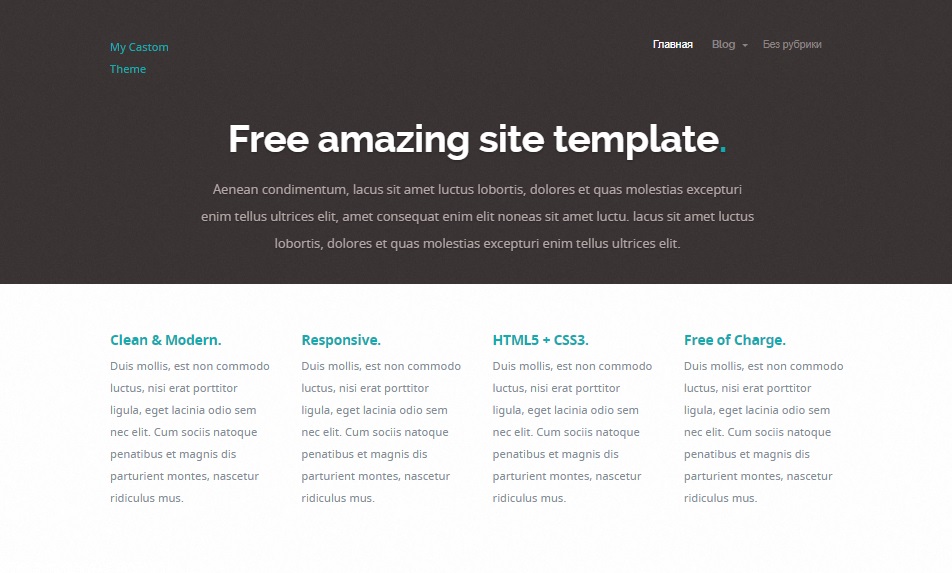 My Castom
Theme
Главная Blog Без рубрики
Free amazing site template.
Aenean condimentum, lacus sit amet luctus lobortis, dolores et quas molestias excepturi
enim tellus ultrices elit, amet consequat enim elit noneas sit amet luctu. lacus sit amet luctus
lobortis, dolores et quas molestias excepturi enim tellus ultrices elit.
Clean & Modern.
Duis mollis, est non commodo
luctus, nisi erat porttitor
ligula, eget lacinia odio sem
nec elit. Cum sociis natoque
penatibus et magnis dis
parturient montes, nascetur
ridiculus mus.
Responsive.
Duis mollis, est non commodo
luctus, nisi erat porttitor
ligula, eget lacinia odio sem
nec elit. Cum sociis natoque
penatibus et magnis dis
parturient montes, nascetur
ridiculus mus.
HTML5 + CSS3.
Duis mollis, est non commodo
luctus, nisi erat porttitor
ligula, eget lacinia odio sem
nec elit. Cum sociis natoque
penatibus et magnis dis
parturient montes, nascetur
ridiculus mus.
Free of Charge.
Duis mollis, est non commodo
luctus, nisi erat porttitor
ligula, eget lacinia odio sem
nec elit. Cum sociis natoque
penatibus et magnis dis
parturient montes, nascetur
ridiculus mus.